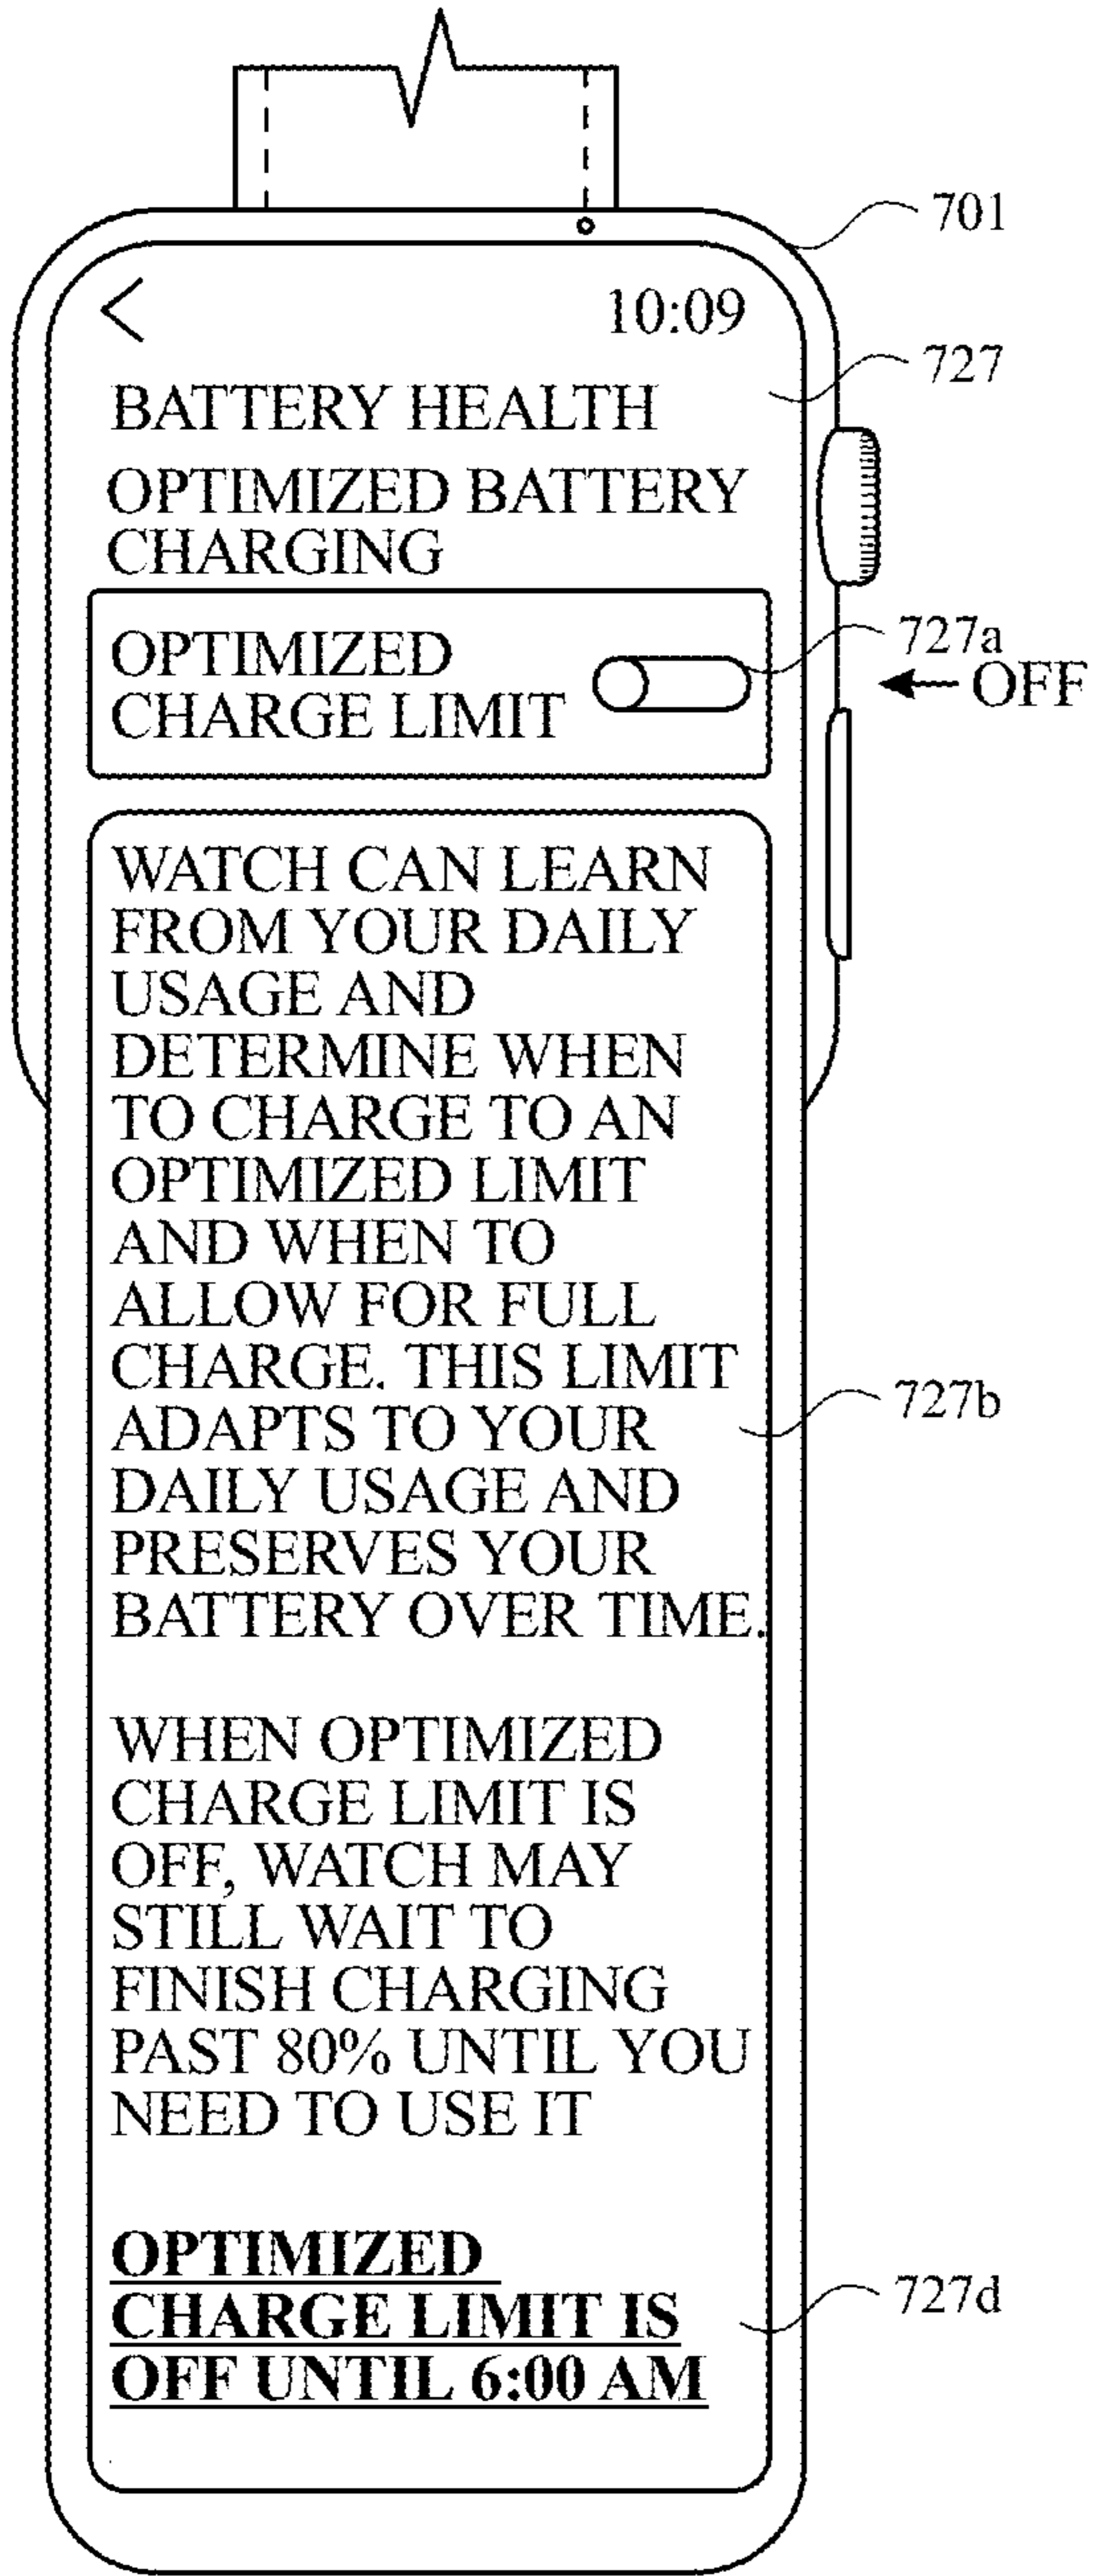 701
10:09
727
BATTERY HEALTH
OPTIMIZED BATTERY
CHARGING
727a
OPTIMIZED
CHARGE LIMIT
OFF
WATCH CAN LEARN
FROM YOUR DAILY
USAGE AND
DETERMINE WHEN
TO CHARGE TO AN
OPTIMIZED LIMIT
AND WHEN TO
ALLOW FOR FULL
CHARGE. THIS LIMIT
ADAPTS TO YOUR
727b
DAILY USAGE AND
PRESERVES YOUR
BATTERY OVER TIME.
WHEN OPTIMIZED
CHARGE LIMIT IS
OFF, WATCH MAY
STILL WAIT TO
FINISH CHARGING
PAST 80% UNTIL YOU
NEED TO USE IT
OPTIMIZED
CHARGE LIMIT IS
OFF UNTIL 6:00 AM
727d